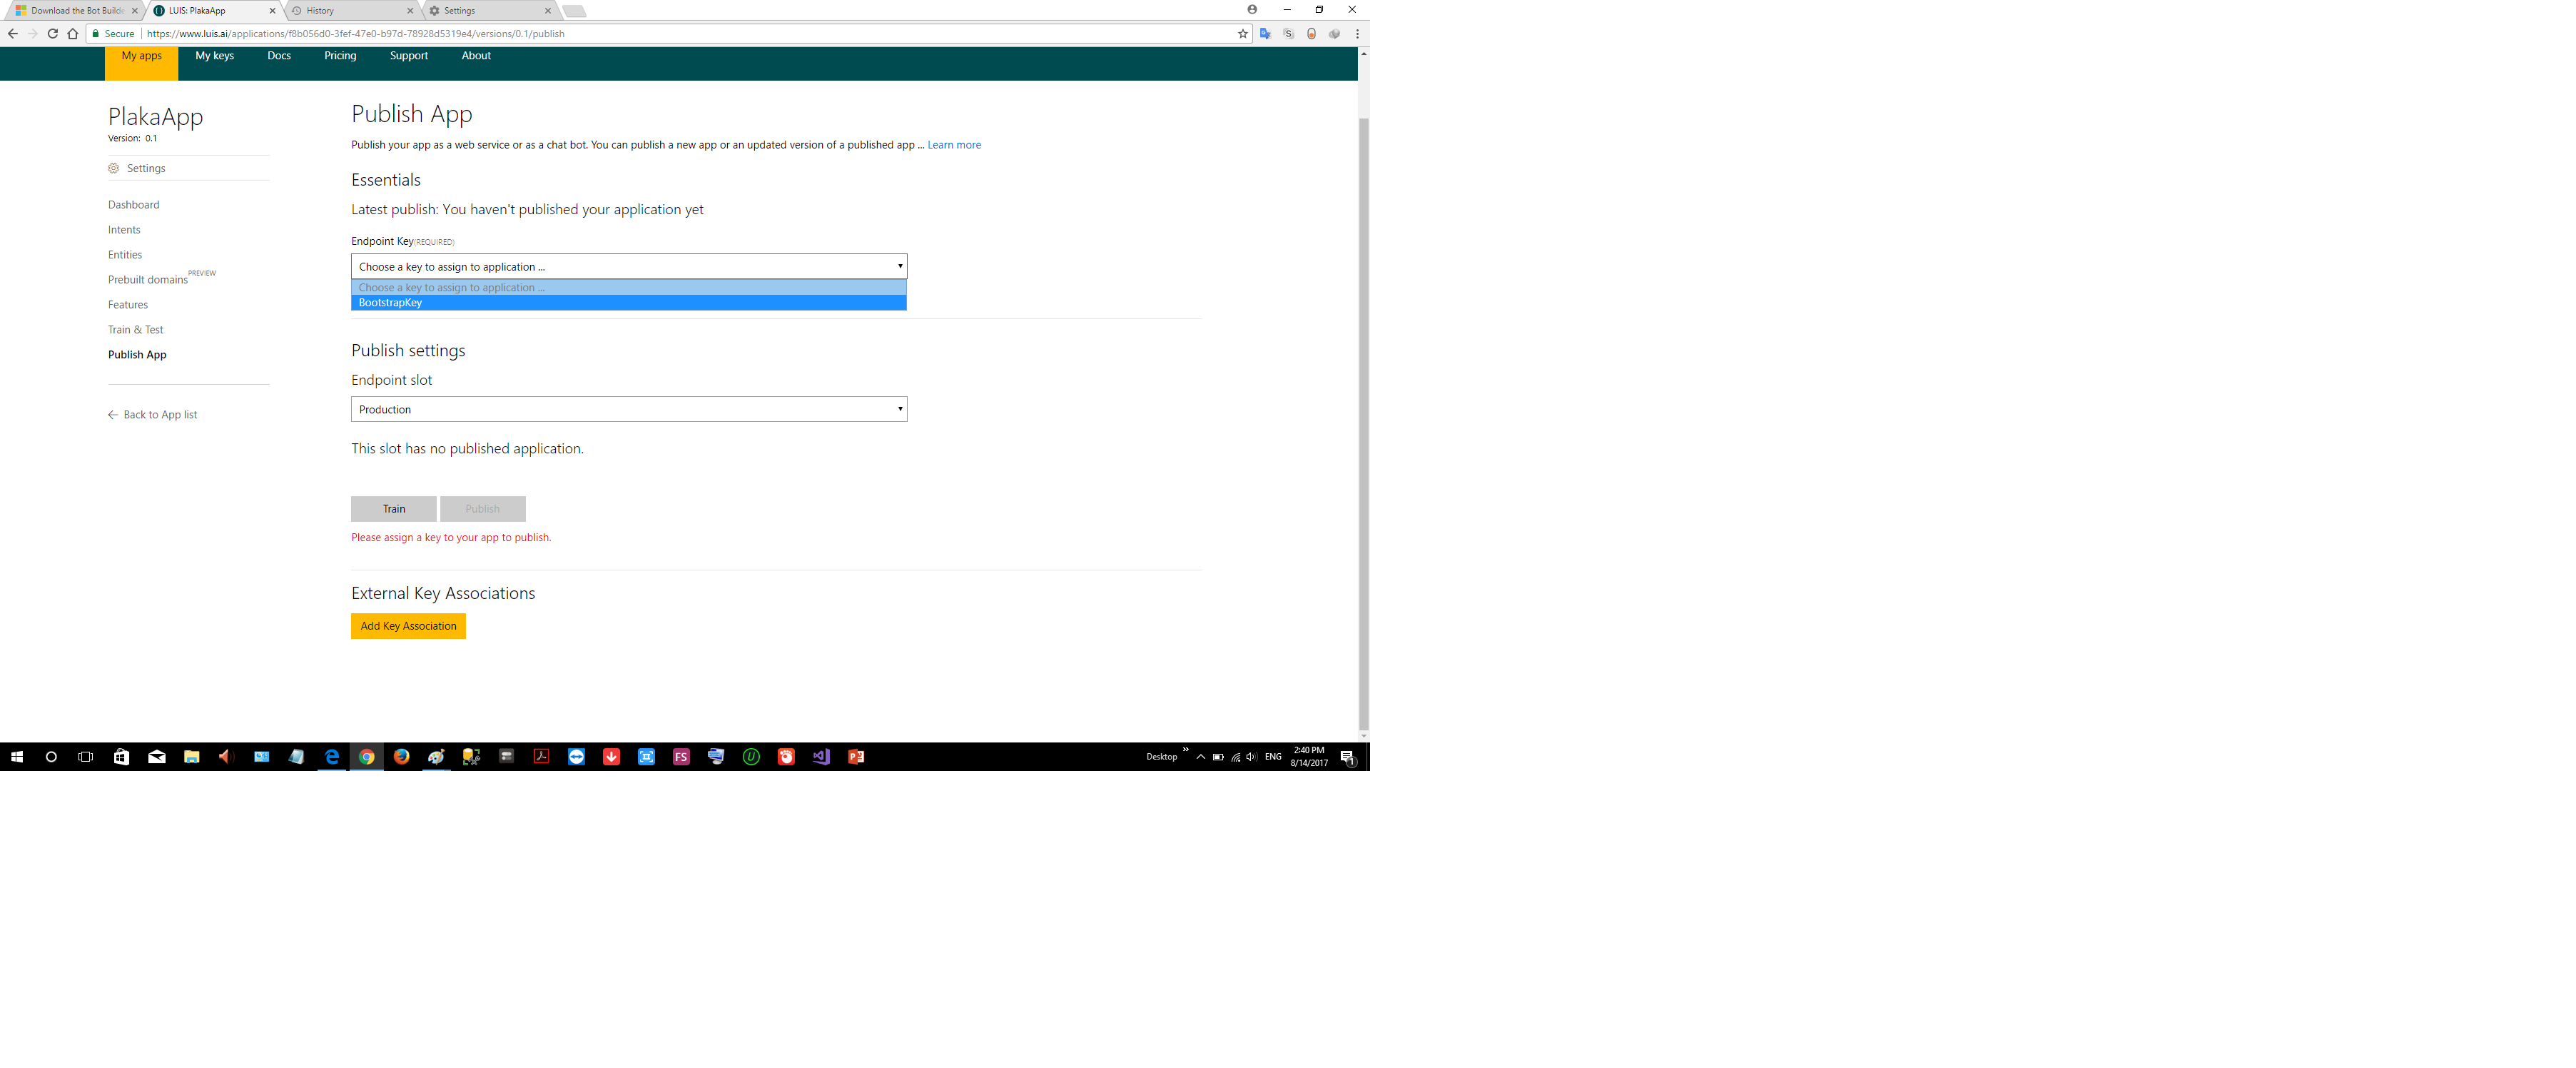 Download the Bot Builde
LUIS: PlakaApp
History
Settings
Secure
https://www.luis.ai/applications/f8b056d0-3fef-47e0-b97d-78928d5319e4/versions/0.1/publish
My apps
My keys
Docs
Pricing
Support
About
PlakaApp
Version: 0.1
Settings
Dashboard
Intents
Entities
Prebuilt domains PREVIEW
Features
Train & Test
Publish App
Back to App list
Publish App
Publish your app as a web service or as a chat bot. You can publish a new app or an updated version of a published app ... Learn more
Essentials
Latest publish: You haven't published your application yet
Endpoint Key(REQUIRED)
Choose a key to assign to application ...
Choose a key to assign to application ...
BootstrapKey
Publish settings
Endpoint slot
Production
This slot has no published application.
Train
Publish
Please assign a key to your app to publish.
External Key Associations
Add Key Association
FS
Desktop
ENG
2:40 PM
8/14/2017
1